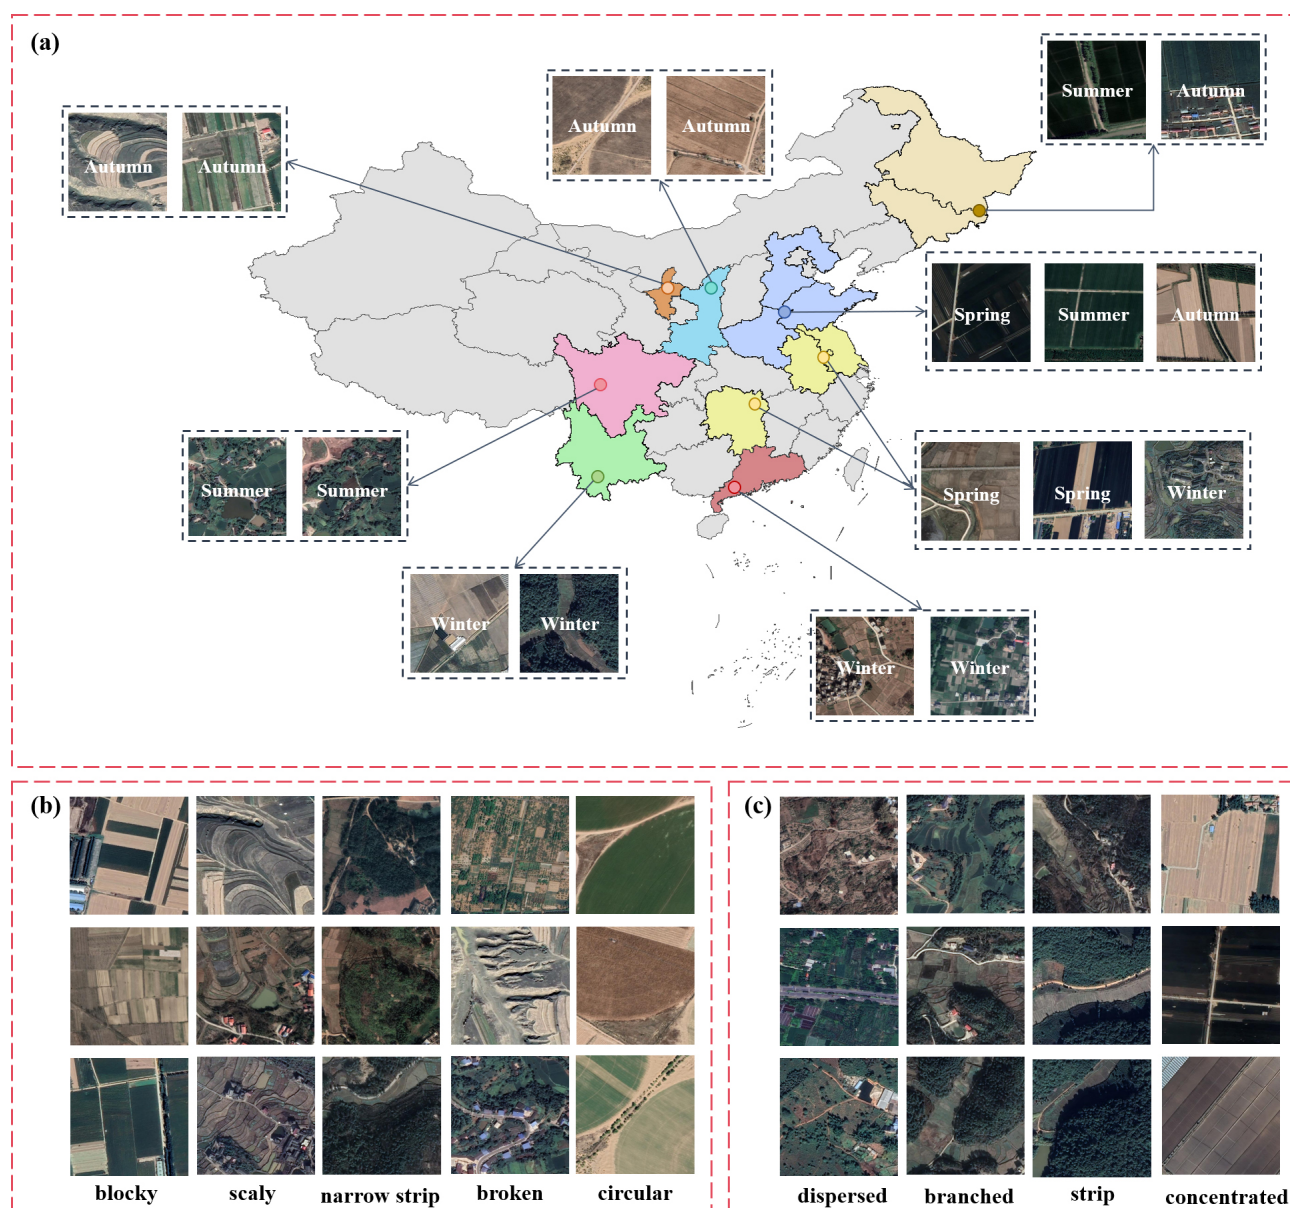 (a)
Summer Autumn
Autumn Autumn
Autumn Autumn
Spring Summer Autumn
Summer Summer
Spring Spring Winter
Winter Winter
Winter Winter
(b)
(c)
blocky scaly narrow strip broken circular
dispersed branched strip concentrated